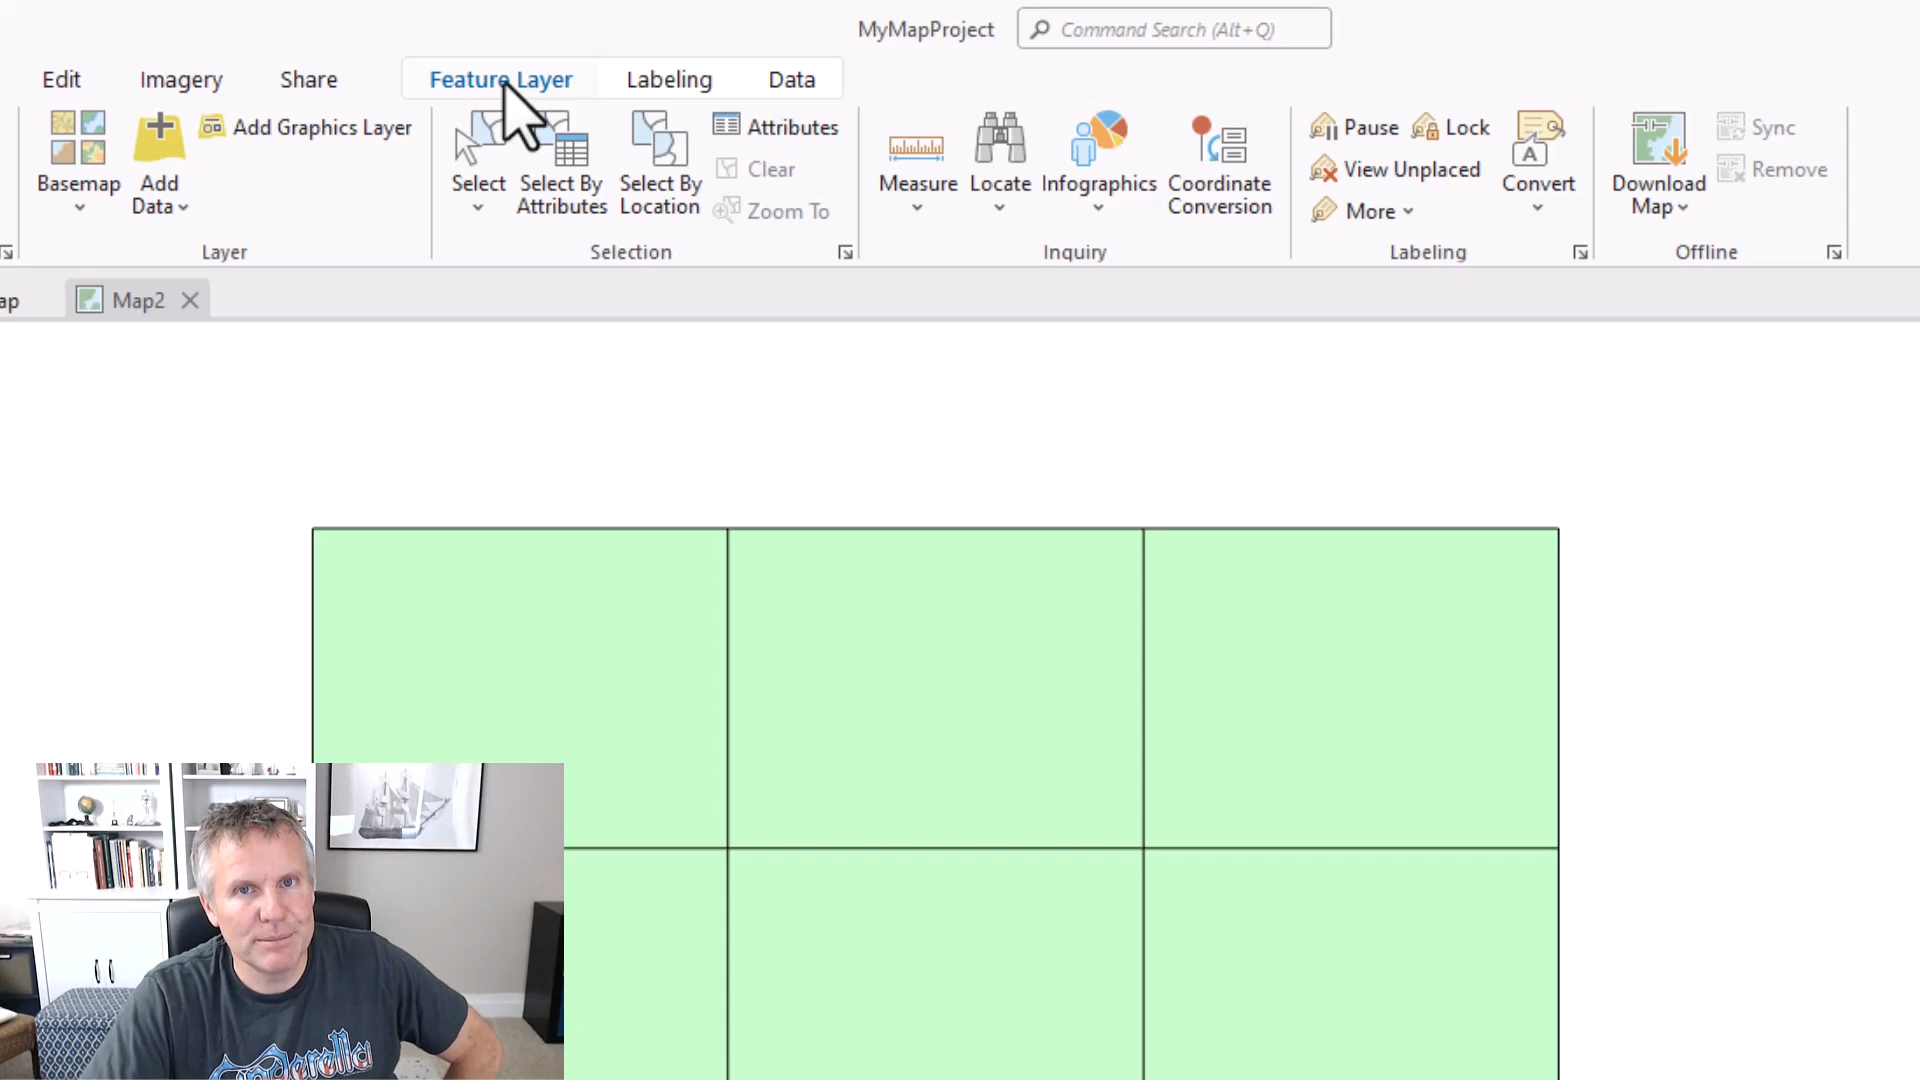 MyMapProject
Command Search (Alt+Q)
Edit
Imagery
Share
Feature Layer
Labeling
Data
Basemap
Add Data
Add Graphics Layer
Layer
Select
Select By Attributes
Select By Location
Attributes
Clear
Zoom To
Selection
Measure
Locate
Infographics
Coordinate Conversion
Inquiry
Pause
Lock
View Unplaced
More
A
Convert
Labeling
Download Map
Sync
Remove
Offline
ap
Map2
Cinderella